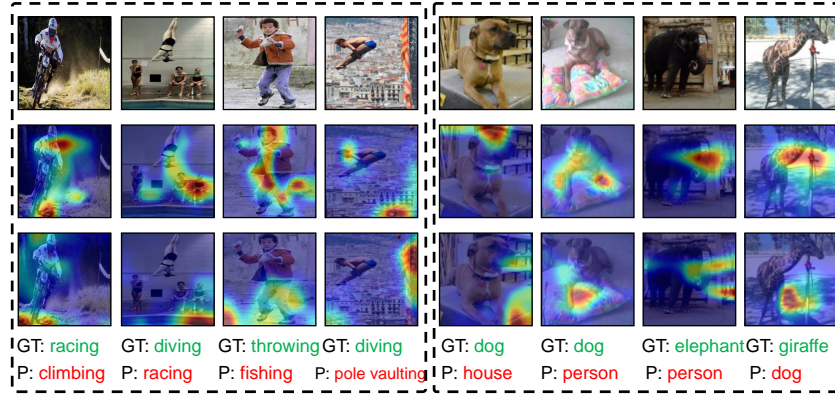 GT: racing GT: diving GT: throwing GT: diving GT: dog GT: dog GT: elephant GT: giraffe
P: climbing P: racing P: fishing P: pole vaulting P: house P: person P: person P: dog